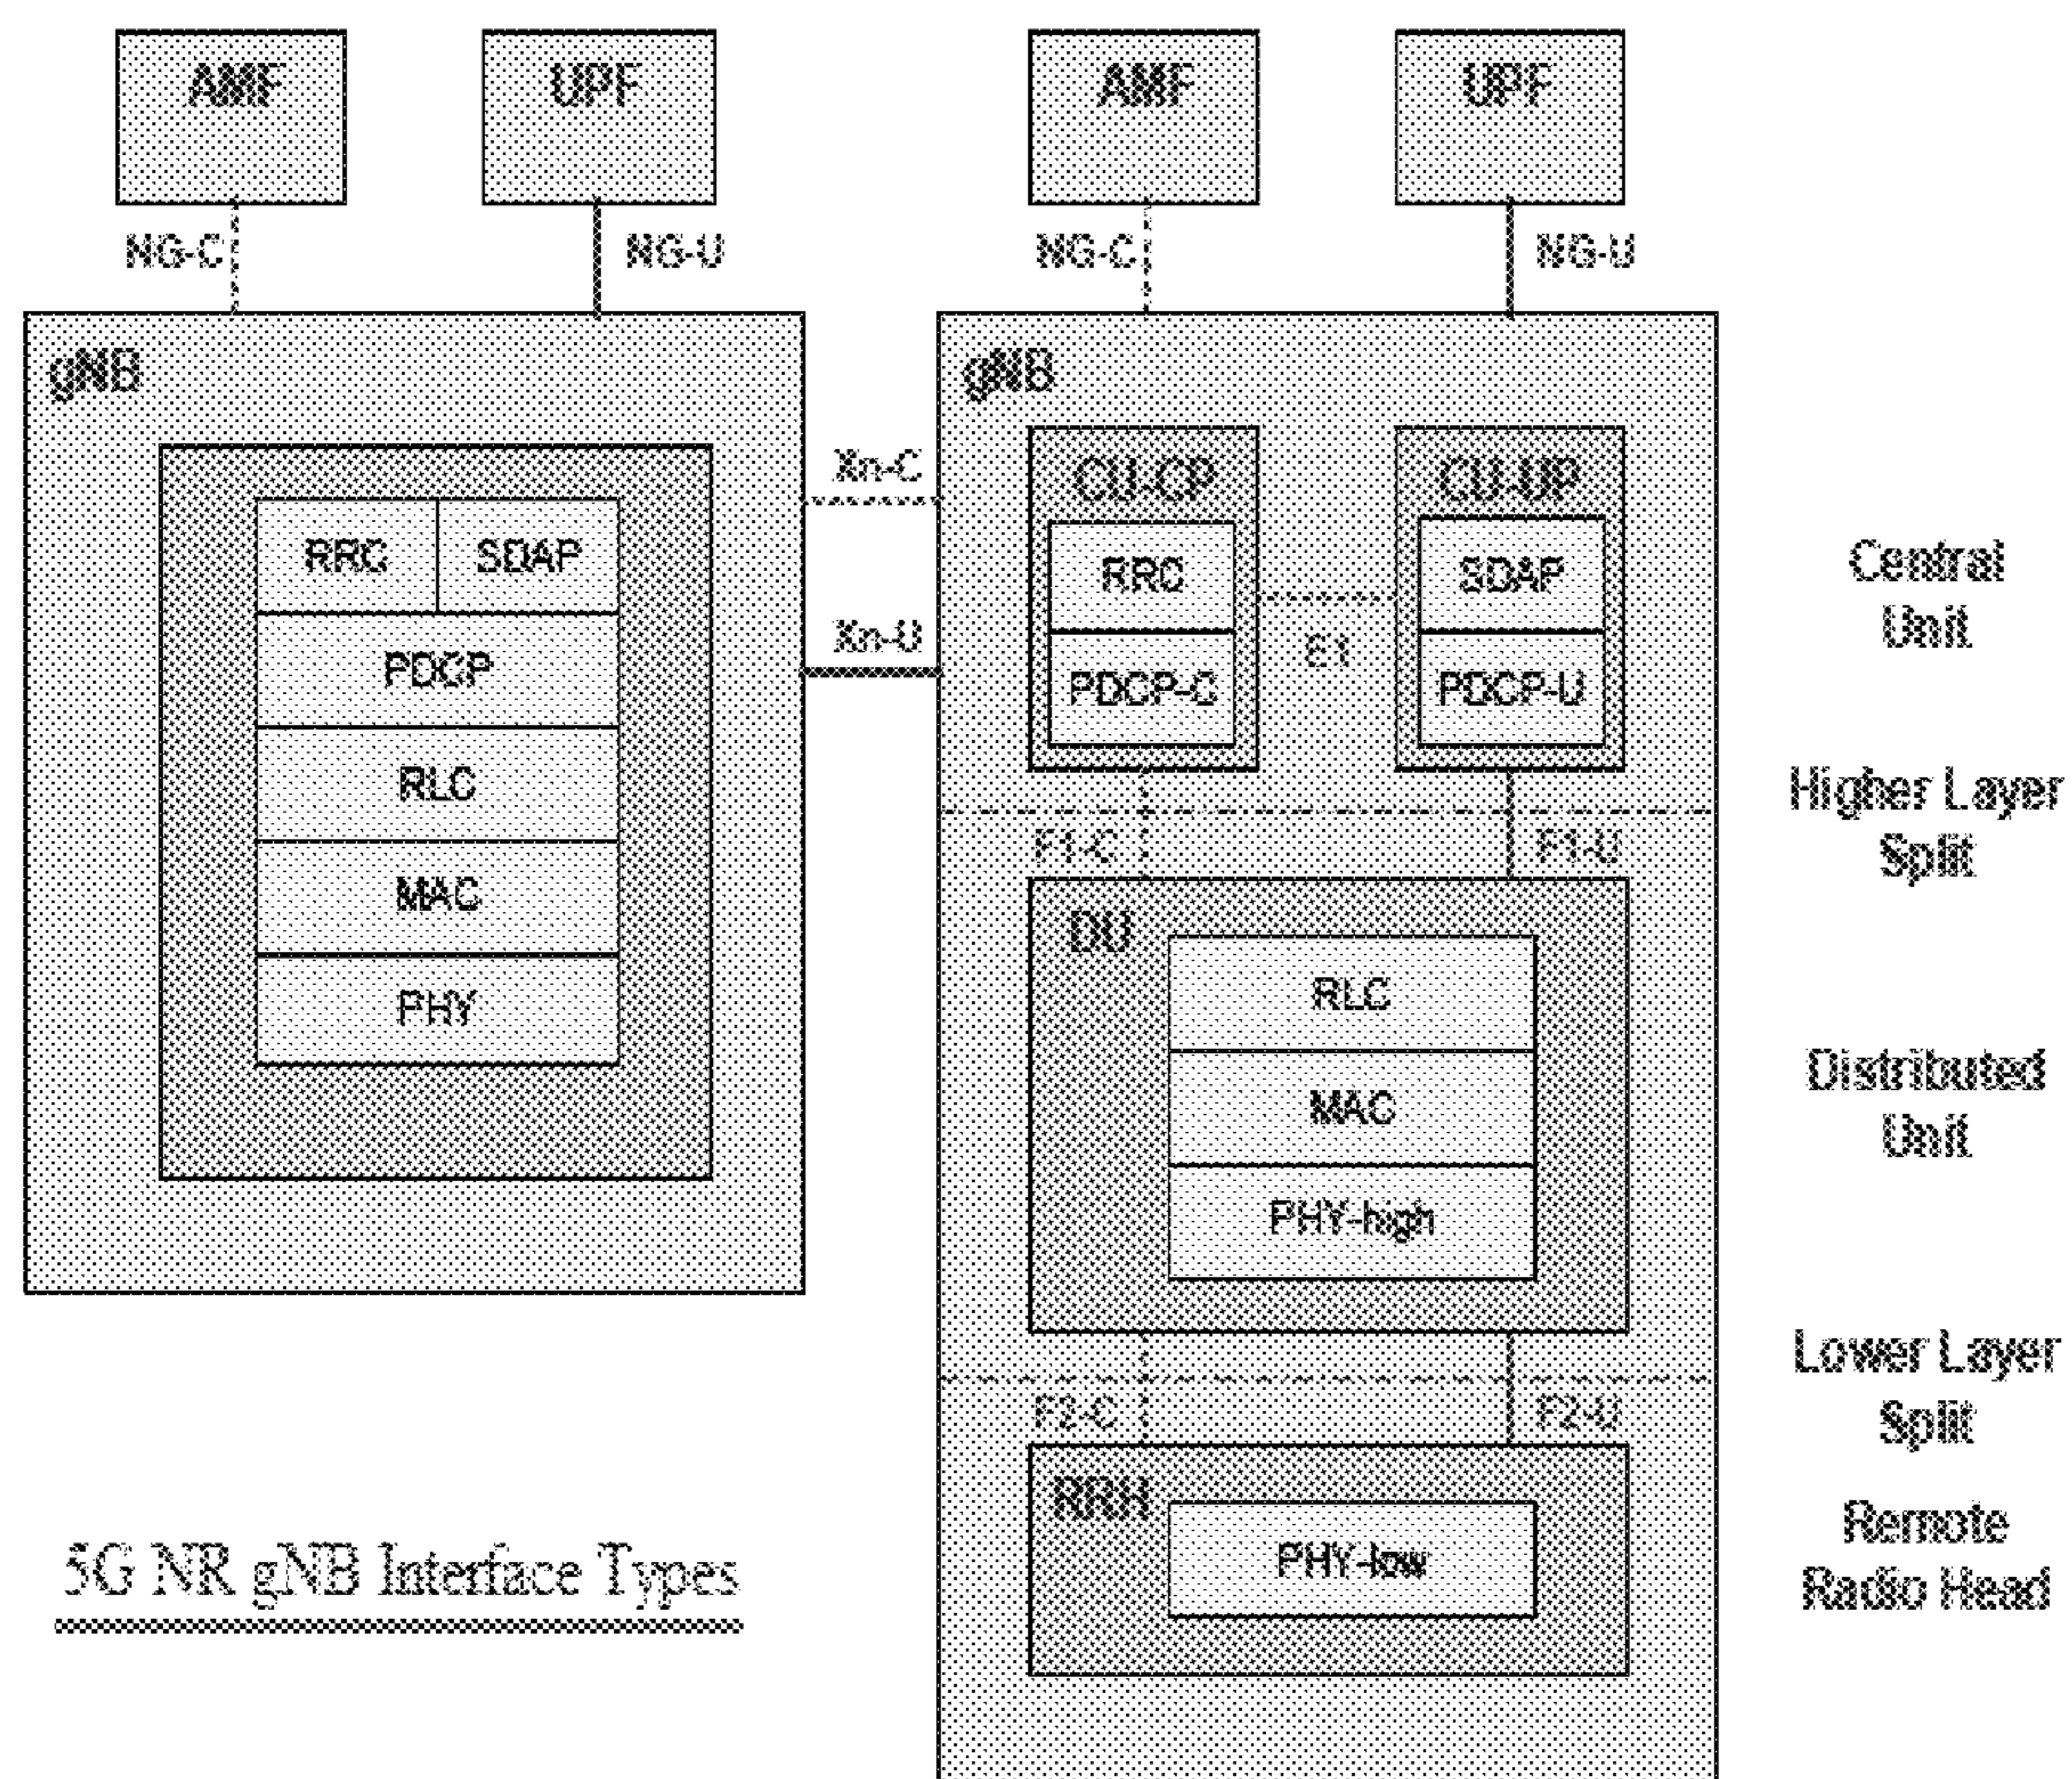 AMF
UPF
AMF
UPF
NG-C
NG-U
NG-C
NG-U
gNB
RRC
SDAP
PDCP
RLC
MAC
PHY
Xn-C
Xn-U
gNB
CU-CP
RRC
PDCP-C
E1
CU-UP
SDAP
PDCP-U
F1-C
F1-U
DU
RLC
MAC
PHY-high
F2-C
F2-U
RRH
PHY-low
Central
Unit
Higher Layer
Split
Distributed
Unit
Lower Layer
Split
Remote
Radio Head
5G NR gNB Interface Types